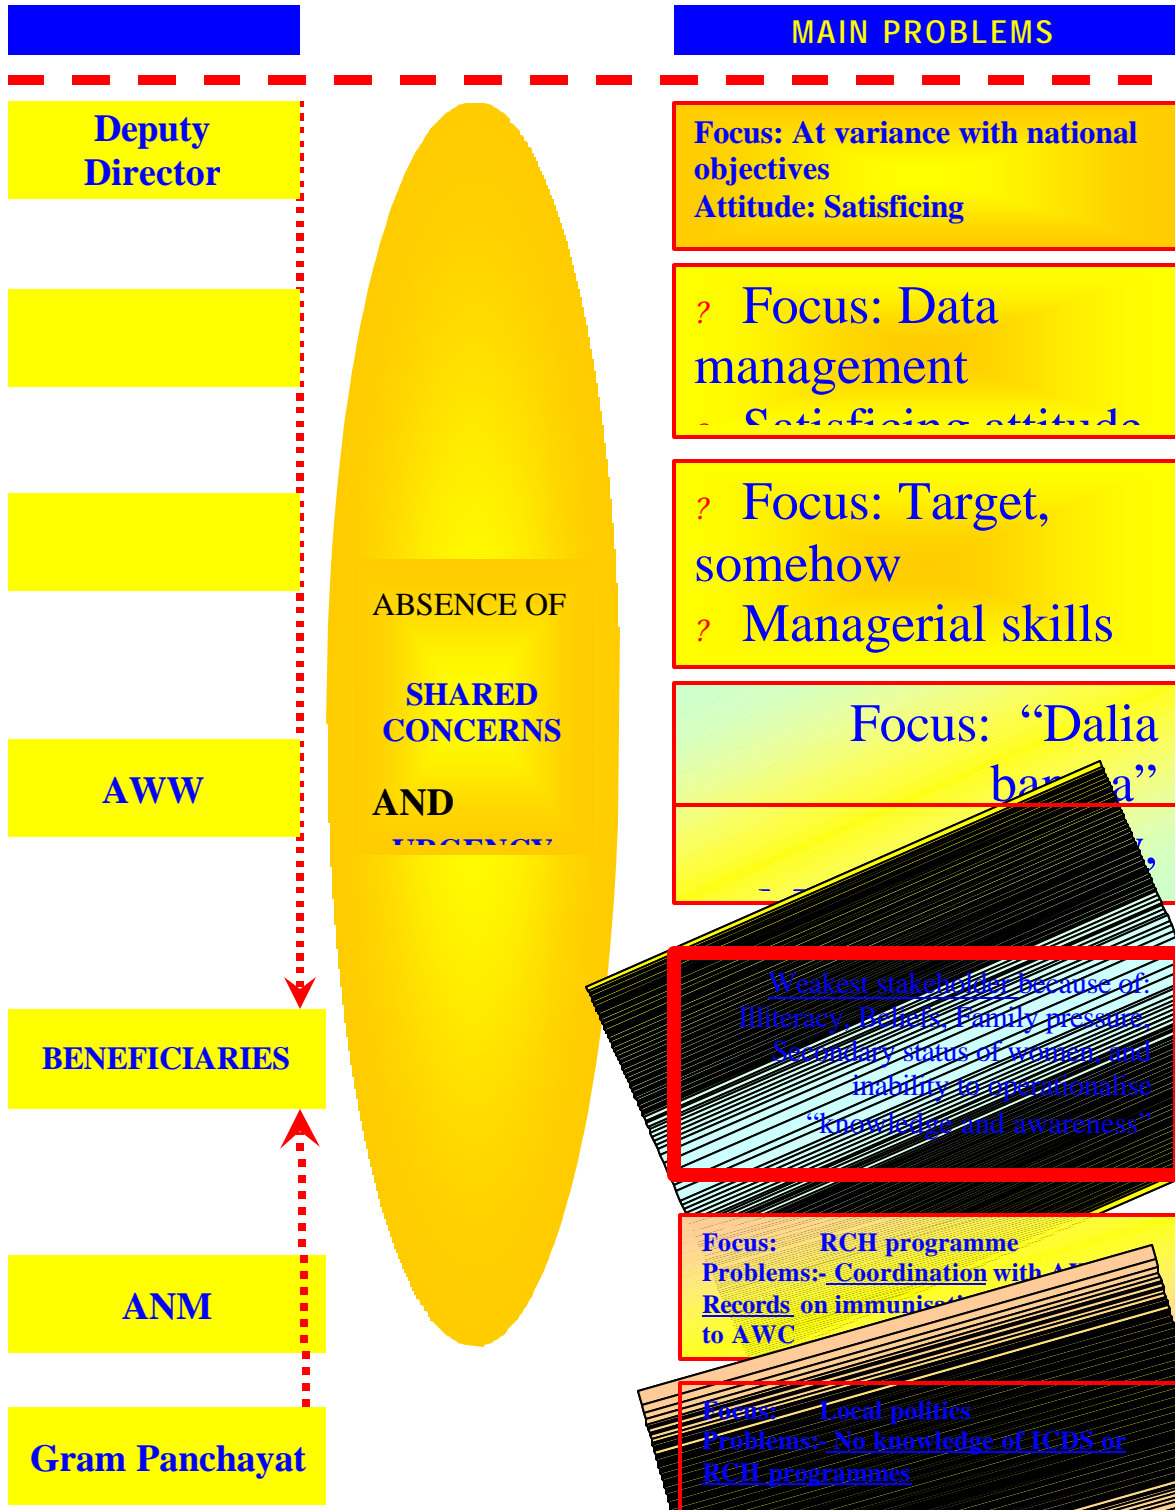 MAIN PROBLEMS
Deputy
Director
Focus: At variance with national
objectives
Attitude: Satisficing
? Focus: Data
management
? Satisficing attitude
? Focus: Target,
somehow
? Managerial skills
ABSENCE OF
SHARED
CONCERNS
AND
URGENCY
AWW
Focus: “Dalia
BENEFICIARIES
Weakest stakeholder because of:
Illiteracy, Beliefs, Family pressure,
Secondary status of women, and
inability to operationalise
“knowledge and awareness”
ANM
Focus: RCH programme
Problems:- Coordination with
Records on
to AWC
Gram Panchayat
Focus: Local politics
Problems:- No knowledge of ICDS or
RCH programmes